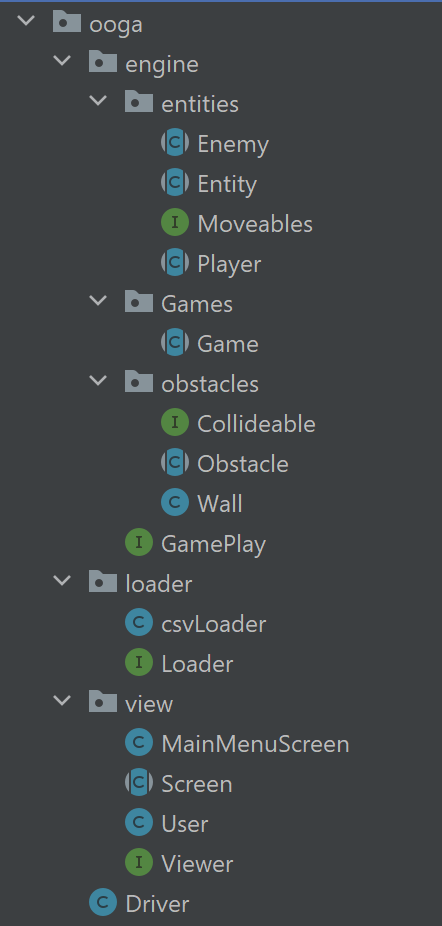 ooga
engine
entities
C Enemy
C Entity
I Moveables
C Player
Games
C Game
obstacles
I Collideable
C Obstacle
C Wall
I GamePlay
loader
C csvLoader
I Loader
view
C MainMenuScreen
C Screen
C User
I Viewer
C Driver